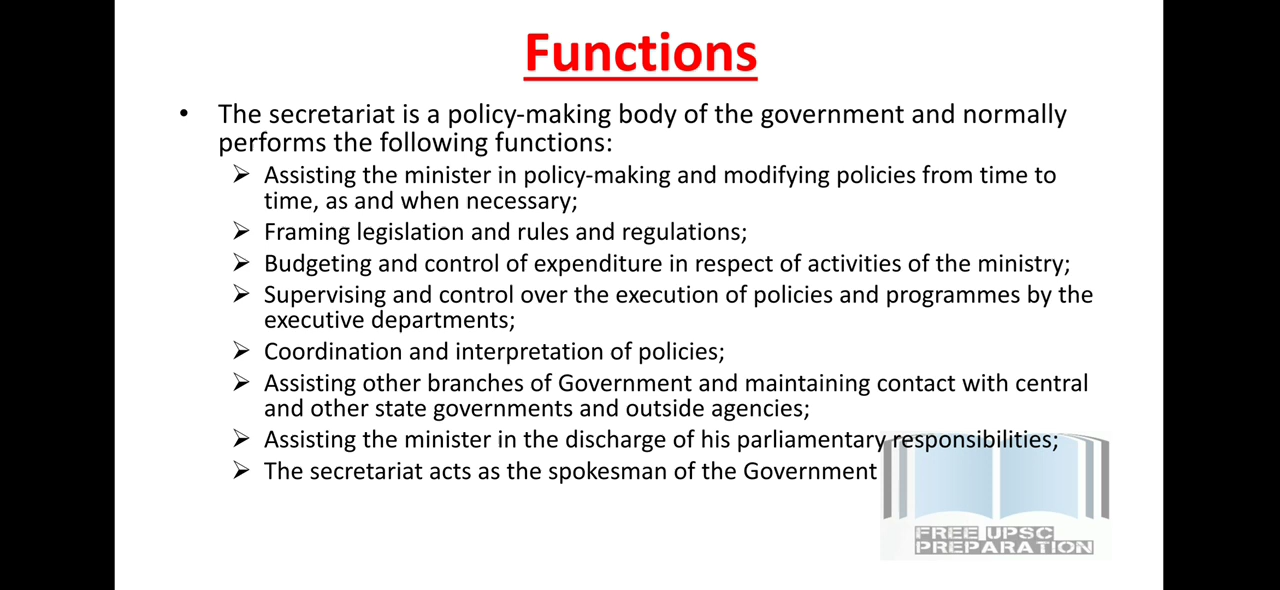 Functions
• The secretariat is a policy-making body of the government and normally
performs the following functions:
➢ Assisting the minister in policy-making and modifying policies from time to
time, as and when necessary;
➢ Framing legislation and rules and regulations;
➢ Budgeting and control of expenditure in respect of activities of the ministry;
➢ Supervising and control over the execution of policies and programmes by the
executive departments;
➢ Coordination and interpretation of policies;
➢ Assisting other branches of Government and maintaining contact with central
and other state governments and outside agencies;
➢ Assisting the minister in the discharge of his parliamentary responsibilities;
➢ The secretariat acts as the spokesman of the Government
FREE UPSC
PREPARATION